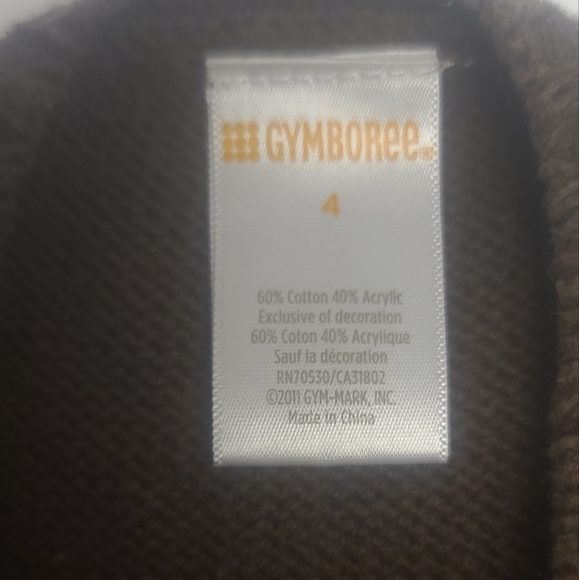 GYMBOREE
4
60% Cotton 40% Acrylic
Exclusive of decoration
60% Coton 40% Acrylique
Sauf la décoration
RN70530/CA31802
©2011 GYM-MARK, INC.
Made in China